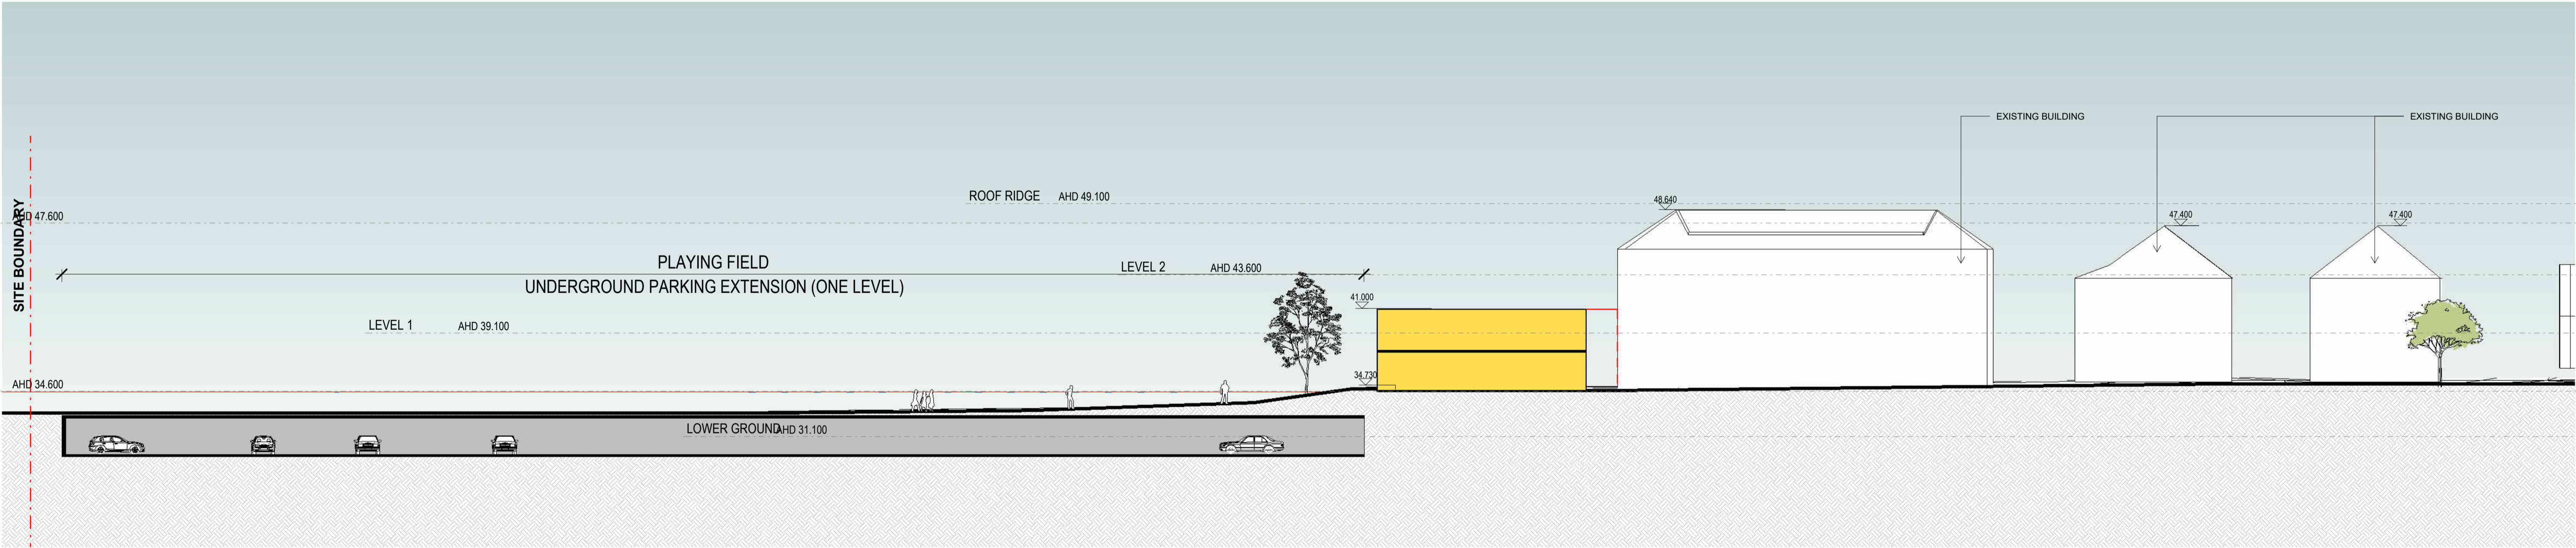 EXISTING BUILDING
EXISTING BUILDING
ROOF RIDGE AHD 49.100
48.640
SITE BOUNDARY
AHD 47.600
47.400
47.400
PLAYING FIELD
LEVEL 2 AHD 43.600
UNDERGROUND PARKING EXTENSION (ONE LEVEL)
41.000
LEVEL 1 AHD 39.100
34.730
AHD 34.600
LOWER GROUND AHD 31.100